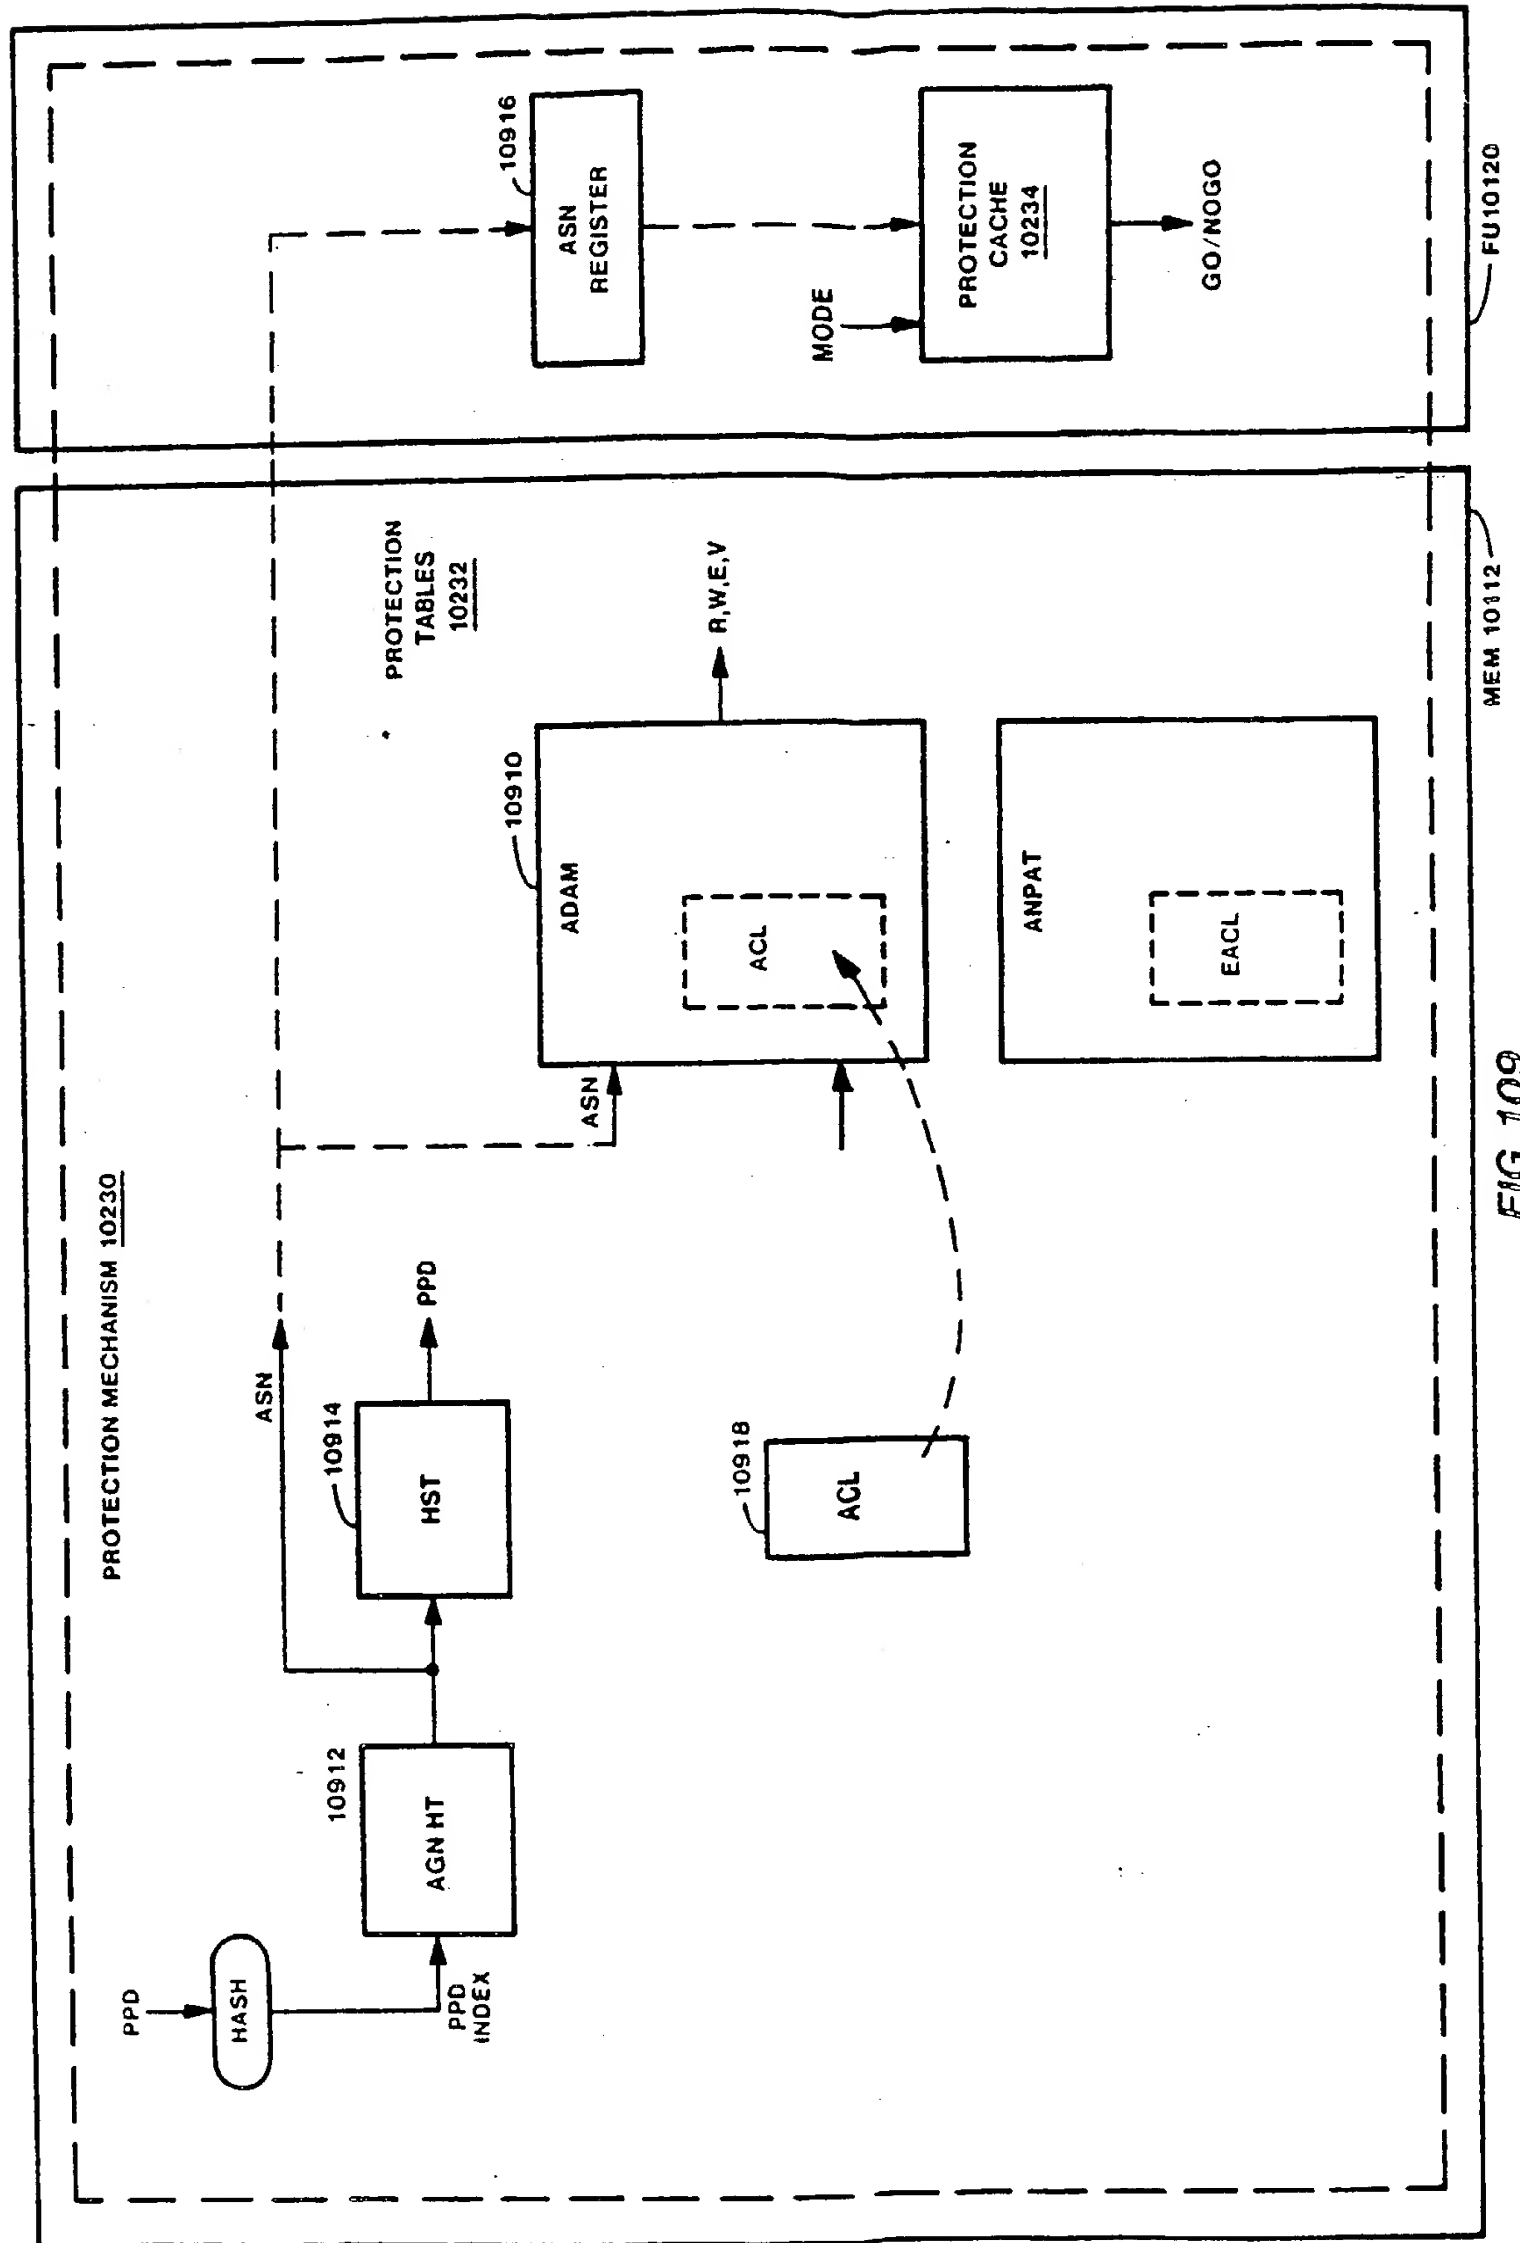 PROTECTION MECHANISM 10230
PPD
HASH
PPD
INDEX
10912
AGN HT
ASN
10914
HST
PPD
10918
ACL
PROTECTION
TABLES
10232
ASN
10910
ADAM
ACL
R,W,E,V
ANPAT
EACL
MEM 10112
10916
ASN
REGISTER
MODE
PROTECTION
CACHE
10234
GO/NOGO
FU10120
FIG 109